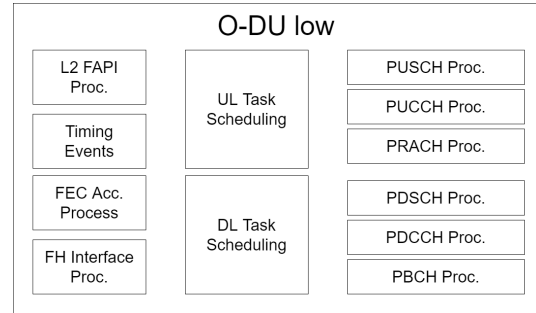 O-DU low
L2 FAPI
Proc.
Timing
Events
FEC Acc.
Process
FH Interface
Proc.
UL Task
Scheduling
DL Task
Scheduling
PUSCH Proc.
PUCCH Proc.
PRACH Proc.
PDSCH Proc.
PDCCH Proc.
PBCH Proc.